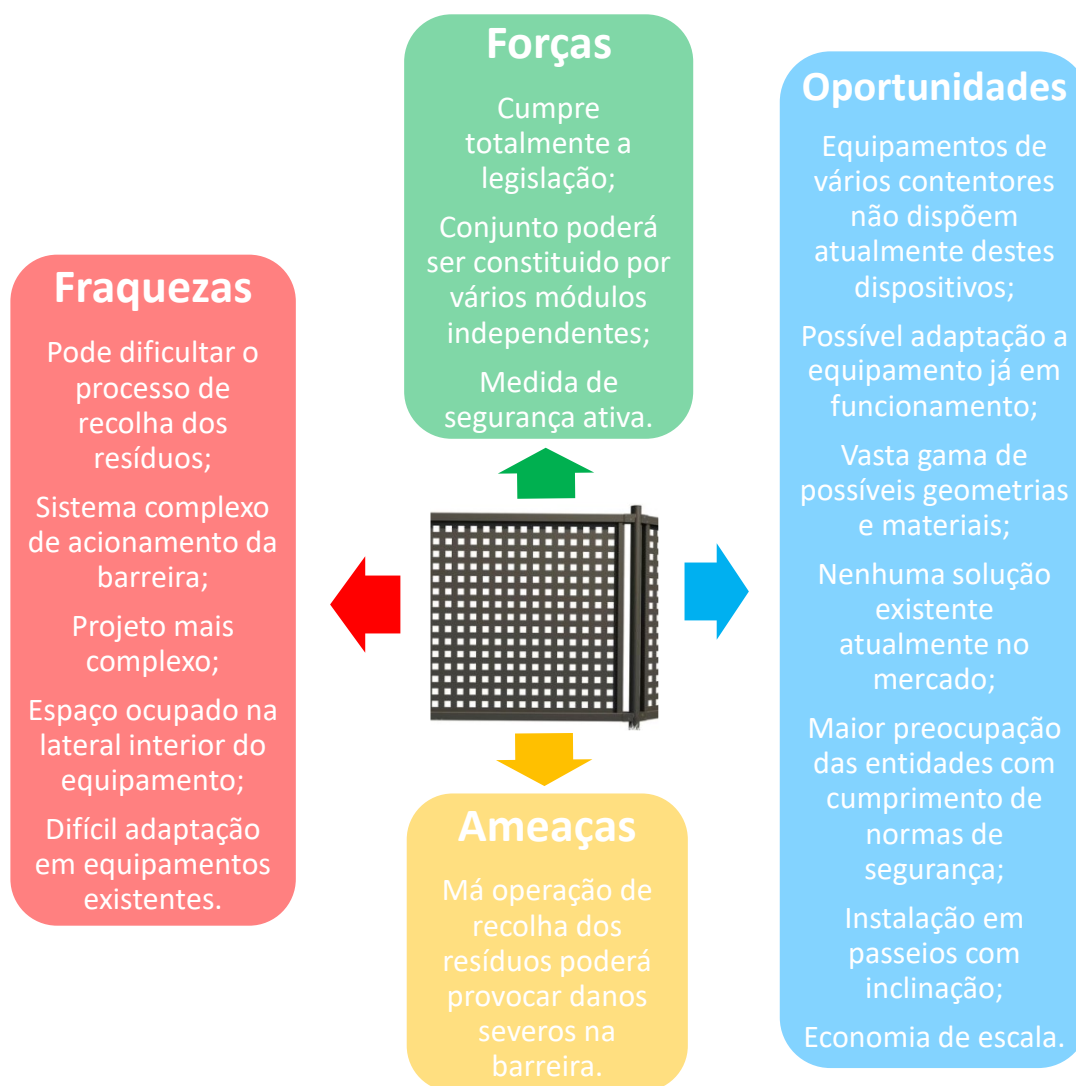 Forças
Cumpre
totalmente a
legislação;
Conjunto poderá
ser constituido por
vários módulos
independentes;
Medida de
segurança ativa.
Oportunidades
Equipamentos de
vários contentores
não dispõem
atualmente destes
dispositivos;
Possível adaptação a
equipamento já em
funcionamento;
Vasta gama de
possíveis geometrias
e materiais;
Nenhuma solução
existente
atualmente no
mercado;
Maior preocupação
das entidades com
cumprimento de
normas de
segurança;
Instalação em
passeios com
inclinação;
Economia de escala.
Fraquezas
Pode dificultar o
processo de
recolha dos
resíduos;
Sistema complexo
de acionamento da
barreira;
Projeto mais
complexo;
Espaço ocupado na
lateral interior do
equipamento;
Difícil adaptação
em equipamentos
existentes.
Ameaças
Má operação de
recolha dos
resíduos poderá
provocar danos
severos na
barreira.